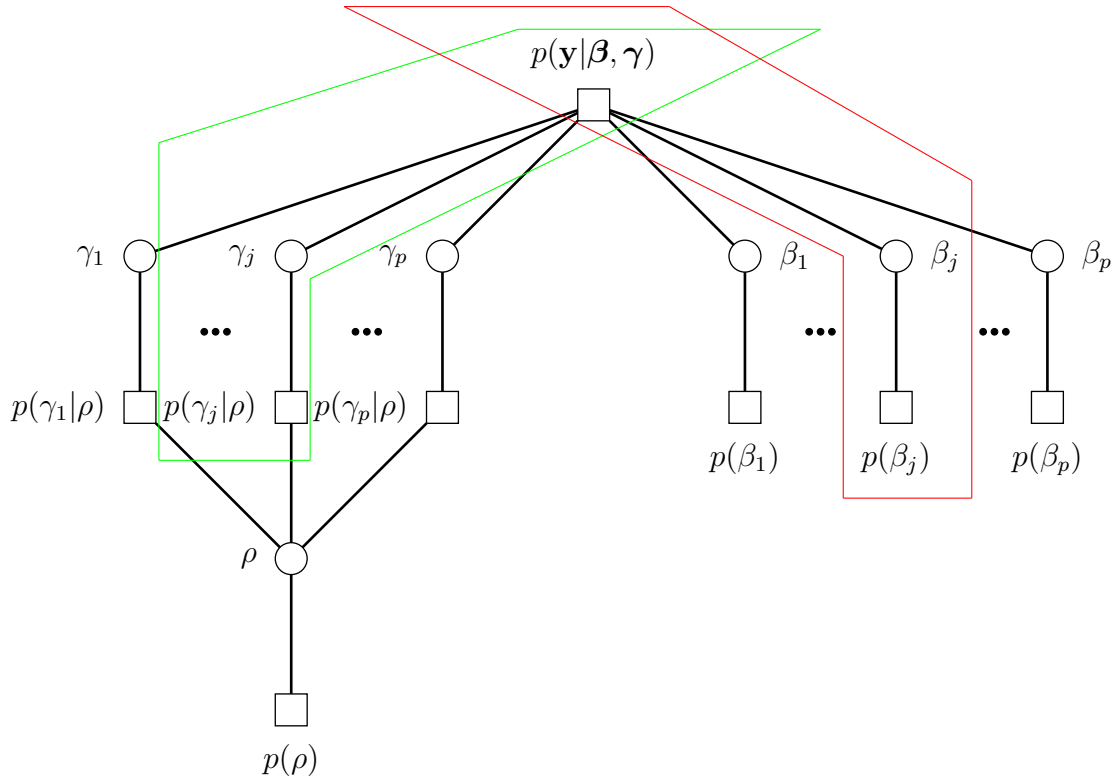 p(y|β, γ)
γ₁ γⱼ γₚ β₁ βⱼ βₚ
••• ••• ••• •••
p(γ₁|ρ) p(γⱼ|ρ) p(γₚ|ρ)
p(β₁) p(βⱼ) p(βₚ)
ρ
p(ρ)